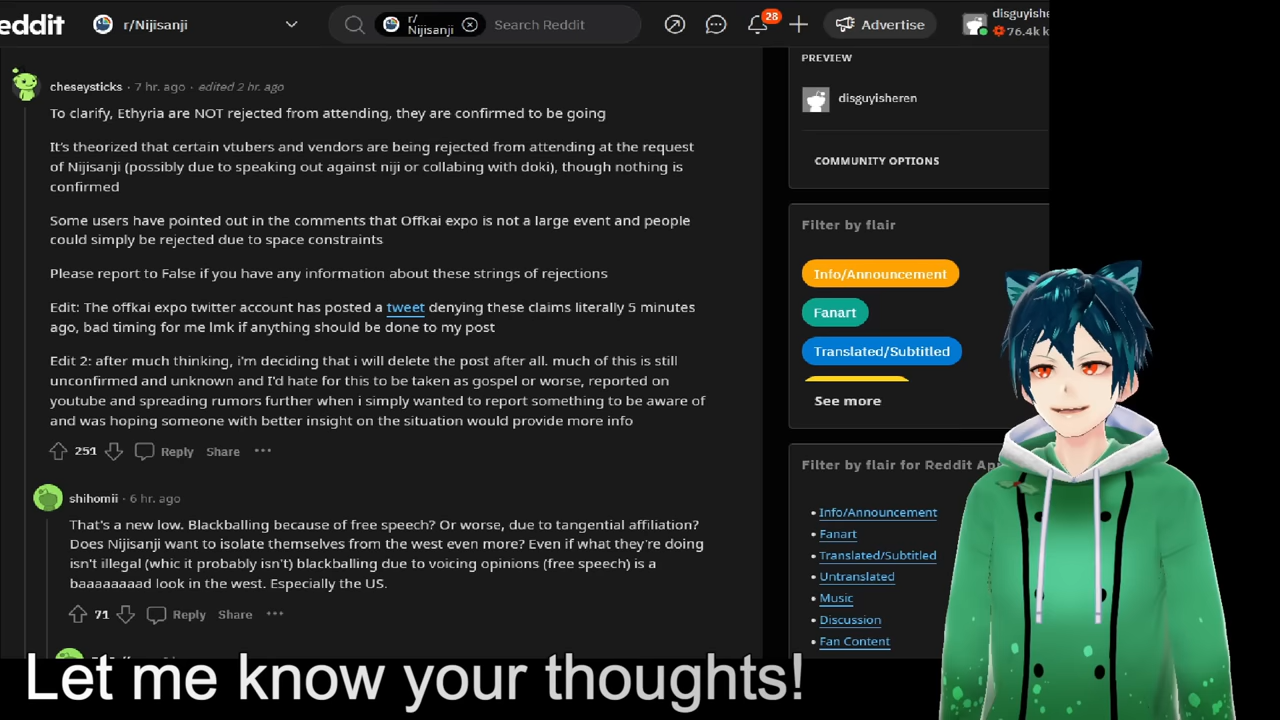 eddit
r/Nijisanji
r/
Nijisanji
Search Reddit
28
Advertise
disguyishe
76.4k k
cheseysticks · 7 hr. ago · edited 2 hr. ago
To clarify, Ethyria are NOT rejected from attending, they are confirmed to be going
It's theorized that certain vtubers and vendors are being rejected from attending at the request
of Nijisanji (possibly due to speaking out against niji or collabing with doki), though nothing is
confirmed
Some users have pointed out in the comments that Offkai expo is not a large event and people
could simply be rejected due to space constraints
Please report to False if you have any information about these strings of rejections
Edit: The offkai expo twitter account has posted a tweet denying these claims literally 5 minutes
ago, bad timing for me lmk if anything should be done to my post
Edit 2: after much thinking, i'm deciding that i will delete the post after all. much of this is still
unconfirmed and unknown and I'd hate for this to be taken as gospel or worse, reported on
youtube and spreading rumors further when i simply wanted to report something to be aware of
and was hoping someone with better insight on the situation would provide more info
251 Reply Share ···
shihomii · 6 hr. ago
That's a new low. Blackballing because of free speech? Or worse, due to tangential affiliation?
Does Nijisanji want to isolate themselves from the west even more? Even if what they're doing
isn't illegal (whic it probably isn't) blackballing due to voicing opinions (free speech) is a
baaaaaaaad look in the west. Especially the US.
71 Reply Share ···
PREVIEW
disguyisheren
COMMUNITY OPTIONS
Filter by flair
Info/Announcement
Fanart
Translated/Subtitled
See more
Filter by flair for Reddit Ap
• Info/Announcement
• Fanart
• Translated/Subtitled
• Untranslated
• Music
• Discussion
• Fan Content
Let me know your thoughts!